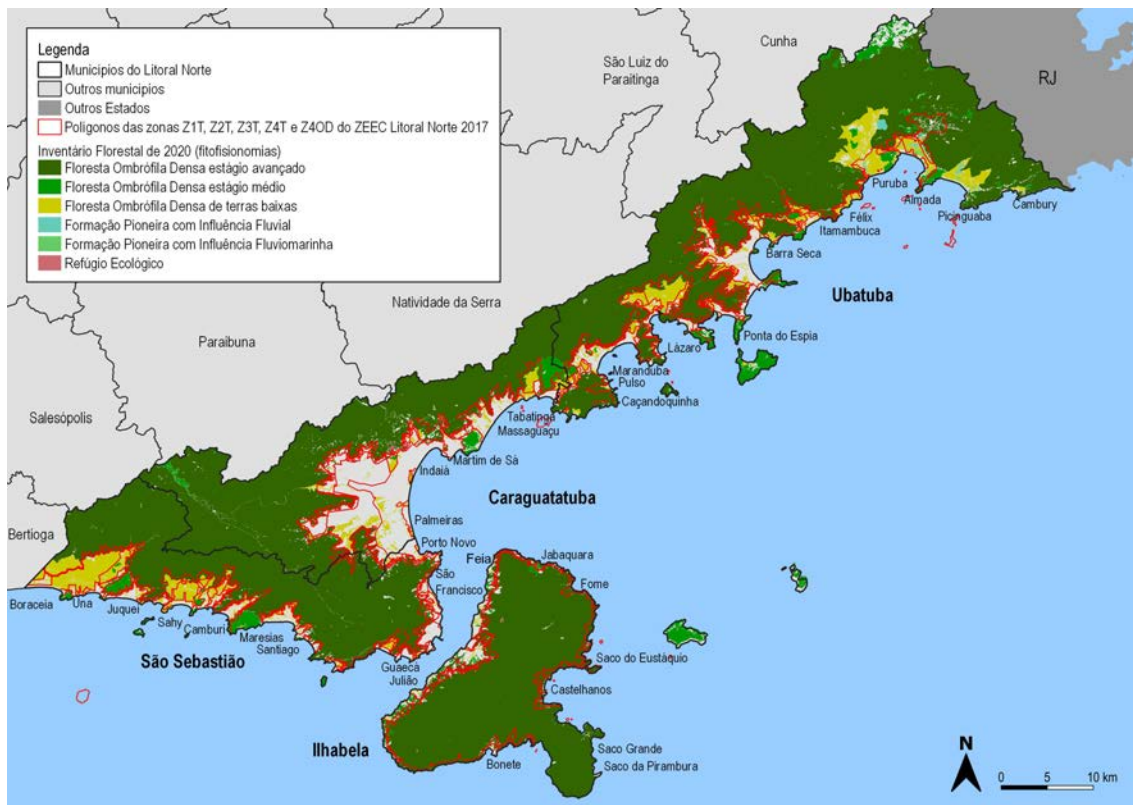 Legenda
Municípios do Litoral Norte
Outros municípios
Outros Estados
Polígonos das zonas Z1T, Z2T, Z3T, Z4T e Z4OD do ZEEC Litoral Norte 2017
Inventário Florestal de 2020 (fitofisionomias)
Floresta Ombrófila Densa estágio avançado
Floresta Ombrófila Densa estágio médio
Floresta Ombrófila Densa de terras baixas
Formação Pioneira com Influência Fluvial
Formação Pioneira com Influência Fluviomarinha
Refúgio Ecológico
Cunha
São Luiz do
Paraitinga
RJ
Natividade da Serra
Paraibuna
Salesópolis
Bertioga
Puruba
Almada
Picinguaba
Cambury
Félix
Itamambuca
Barra Seca
Ubatuba
Ponta do Espia
Lázaro
Maranduba
Pulso
Caçandoquinha
Tabatinga
Massaguaçu
Martim de Sá
Indaiá
Caraguatatuba
Palmeiras
Porto Novo
São
Francisco
Feia
Jabaquara
Fome
Boraceia
Una
Juquei
Sahy
Camburi
Maresias
Santiago
São Sebastião
Guaecá
Julião
Saco do Eustáquio
Castelhanos
Ilhabela
Bonete
Saco Grande
Saco da Pirambura
N
0 5 10 km